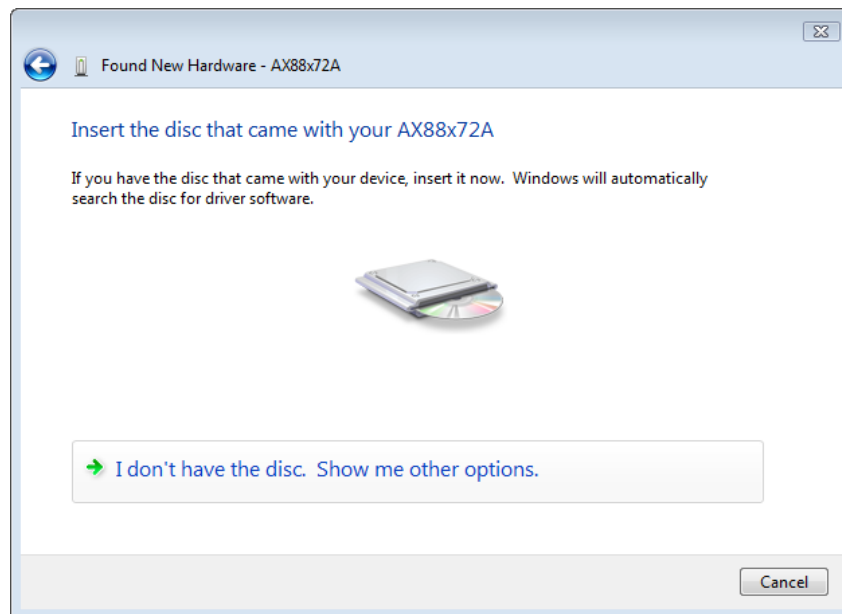 Found New Hardware - AX88x72A
Insert the disc that came with your AX88x72A
If you have the disc that came with your device, insert it now.  Windows will automatically
search the disc for driver software.
I don't have the disc.  Show me other options.
Cancel